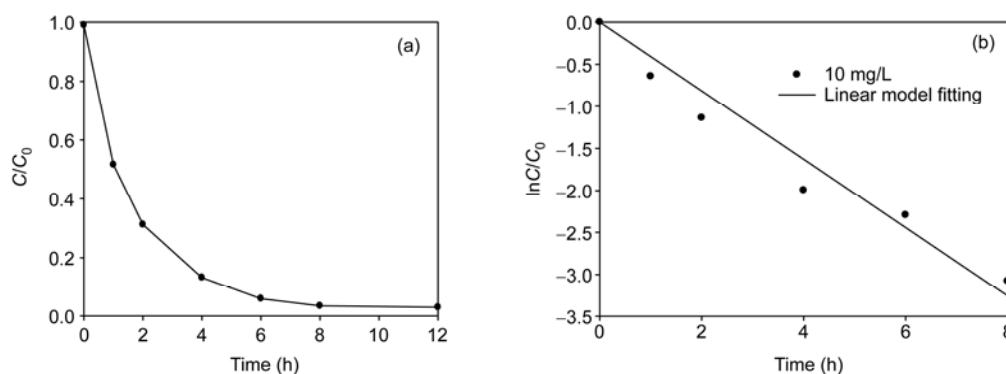 (a)
1.0
0.8
0.6
0.4
0.2
0.0
C/C₀
0 2 4 6 8 10 12
Time (h)
(b)
0.0
−0.5
−1.0
−1.5
−2.0
−2.5
−3.0
−3.5
lnC/C₀
10 mg/L
Linear model fitting
0 2 4 6 8
Time (h)